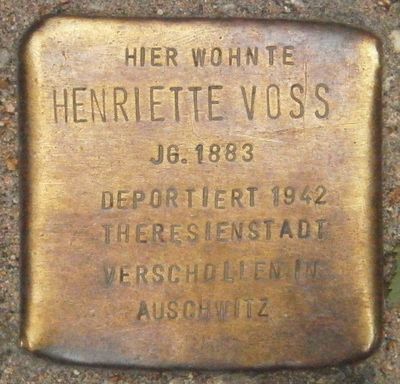 HIER WOHNTE
HENRIETTE VOSS
JG. 1883
DEPORTIERT 1942
THERESIENSTADT
VERSCHOLLEN IN
AUSCHWITZ